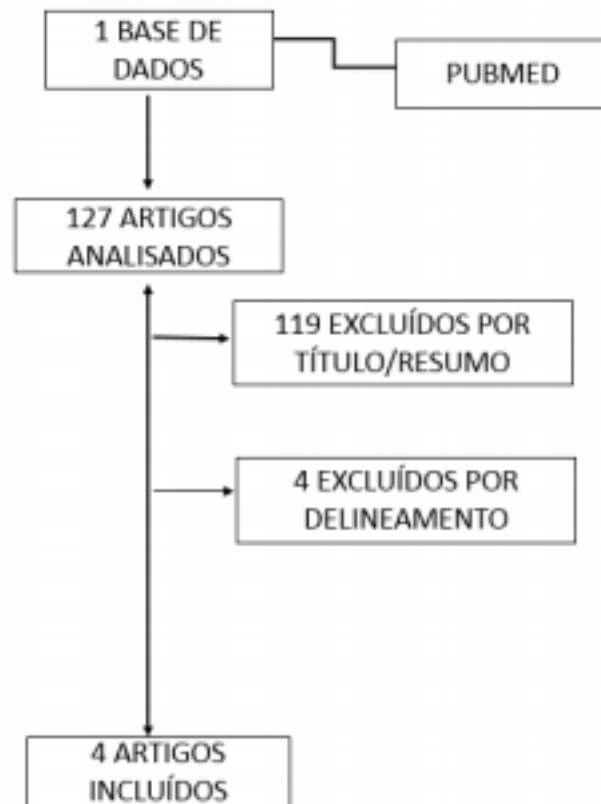 1 BASE DE
DADOS
PUBMED
127 ARTIGOS
ANALISADOS
119 EXCLUÍDOS POR
TÍTULO/RESUMO
4 EXCLUÍDOS POR
DELINEAMENTO
4 ARTIGOS
INCLUÍDOS